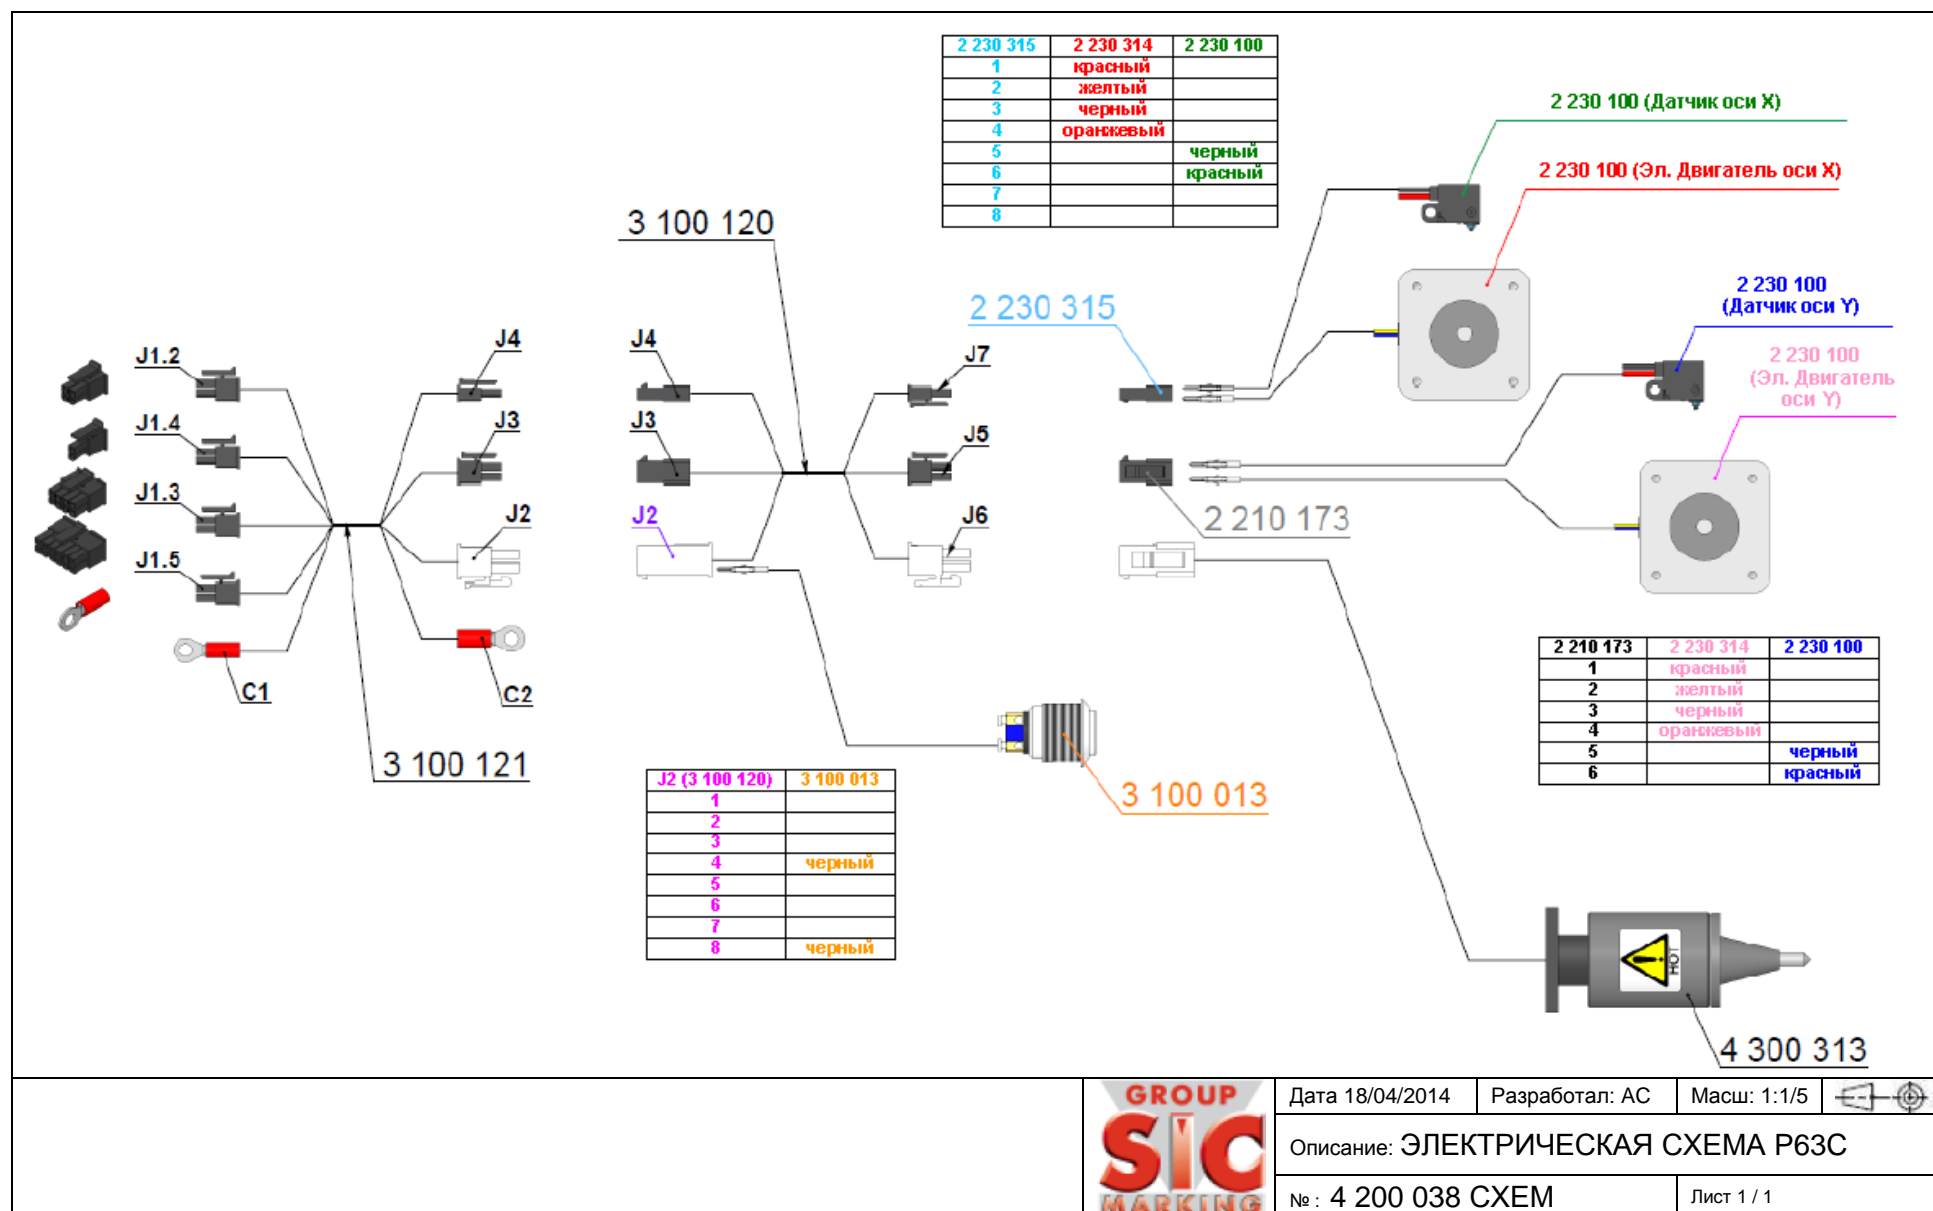 2 230 315 2 230 314 2 230 100
1 красный
2 желтый
3 черный
4 оранжевый
5 черный
6 красный
7
8
2 230 100 (Датчик оси X)
2 230 100 (Эл. Двигатель оси X)
3 100 120
2 230 315
2 230 100
(Датчик оси Y)
2 230 100
(Эл. Двигатель
оси Y)
J1.2
J4
J4
J7
J1.4
J3
J3
J5
J1.3
J2
J2
J6
2 210 173
J1.5
C1
C2
3 100 121
3 100 013
2 210 173 2 230 314 2 230 100
1 красный
2 желтый
3 черный
4 оранжевый
5 черный
6 красный
J2 (3 100 120) 3 100 013
1
2
3
4 черный
5
6
7
8 черный
HOT
4 300 313
GROUP
SIC
MARKING
Дата 18/04/2014 Разработал: АС Масш: 1:1/5
Описание: ЭЛЕКТРИЧЕСКАЯ СХЕМА P63C
№ : 4 200 038 СХЕМ Лист 1 / 1